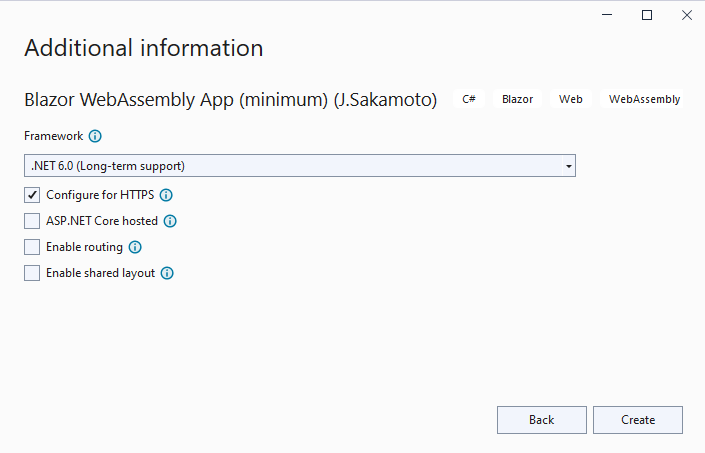 Additional information
Blazor WebAssembly App (minimum) (J.Sakamoto) C# Blazor Web WebAssembly
Framework
.NET 6.0 (Long-term support)
Configure for HTTPS
ASP.NET Core hosted
Enable routing
Enable shared layout
Back Create